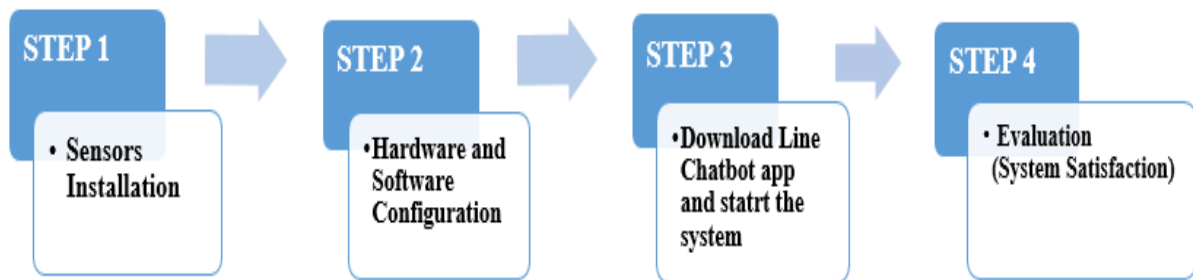 STEP 1
• Sensors
Installation
STEP 2
•Hardware and
Software
Configuration
STEP 3
•Download Line
Chatbot app
and statrt the
system
STEP 4
• Evaluation
(System Satisfaction)